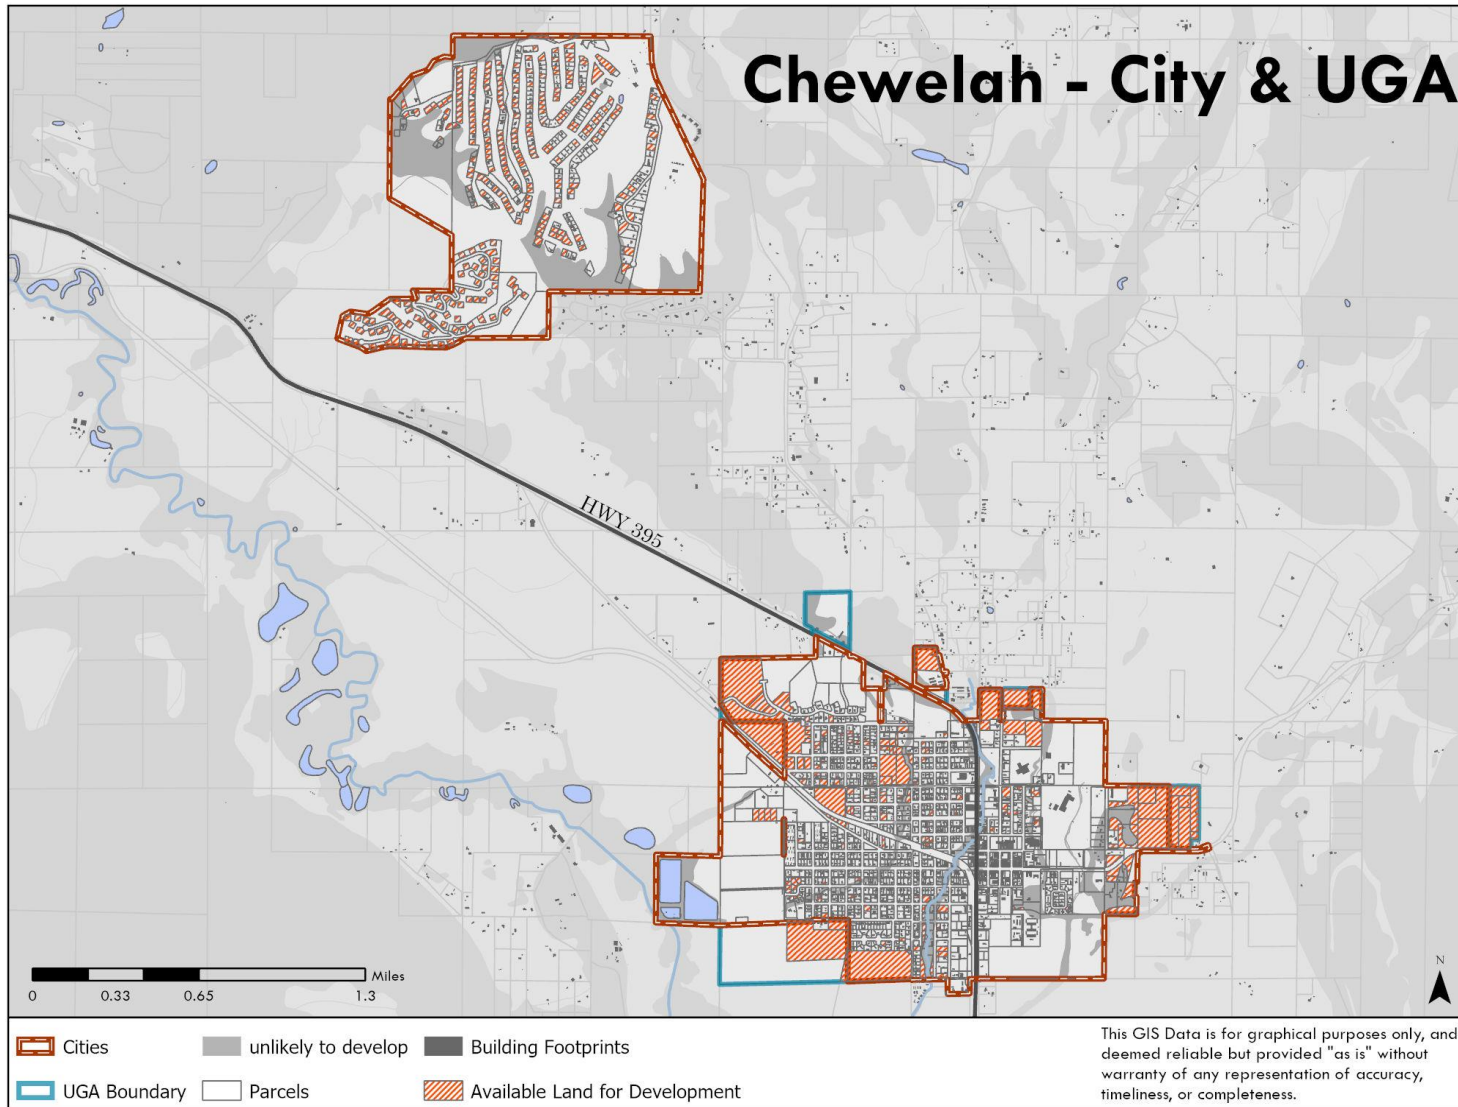 Chewelah - City & UGA
HWY 395
N
Miles
0 0.33 0.65 1.3
Cities
unlikely to develop
Building Footprints
UGA Boundary
Parcels
Available Land for Development
This GIS Data is for graphical purposes only, and
deemed reliable but provided "as is" without
warranty of any representation of accuracy,
timeliness, or completeness.